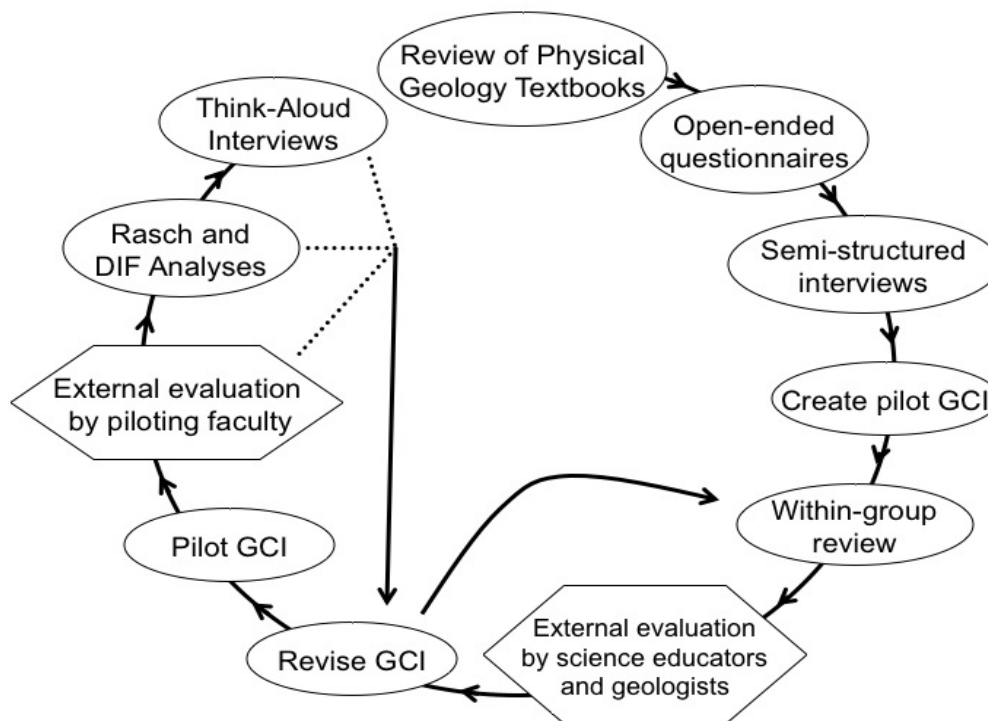 Review of Physical
Geology Textbooks
Open-ended
questionnaires
Semi-structured
interviews
Create pilot GCI
Within-group
review
External evaluation
by science educators
and geologists
Revise GCI
Pilot GCI
External evaluation
by piloting faculty
Rasch and
DIF Analyses
Think-Aloud
Interviews